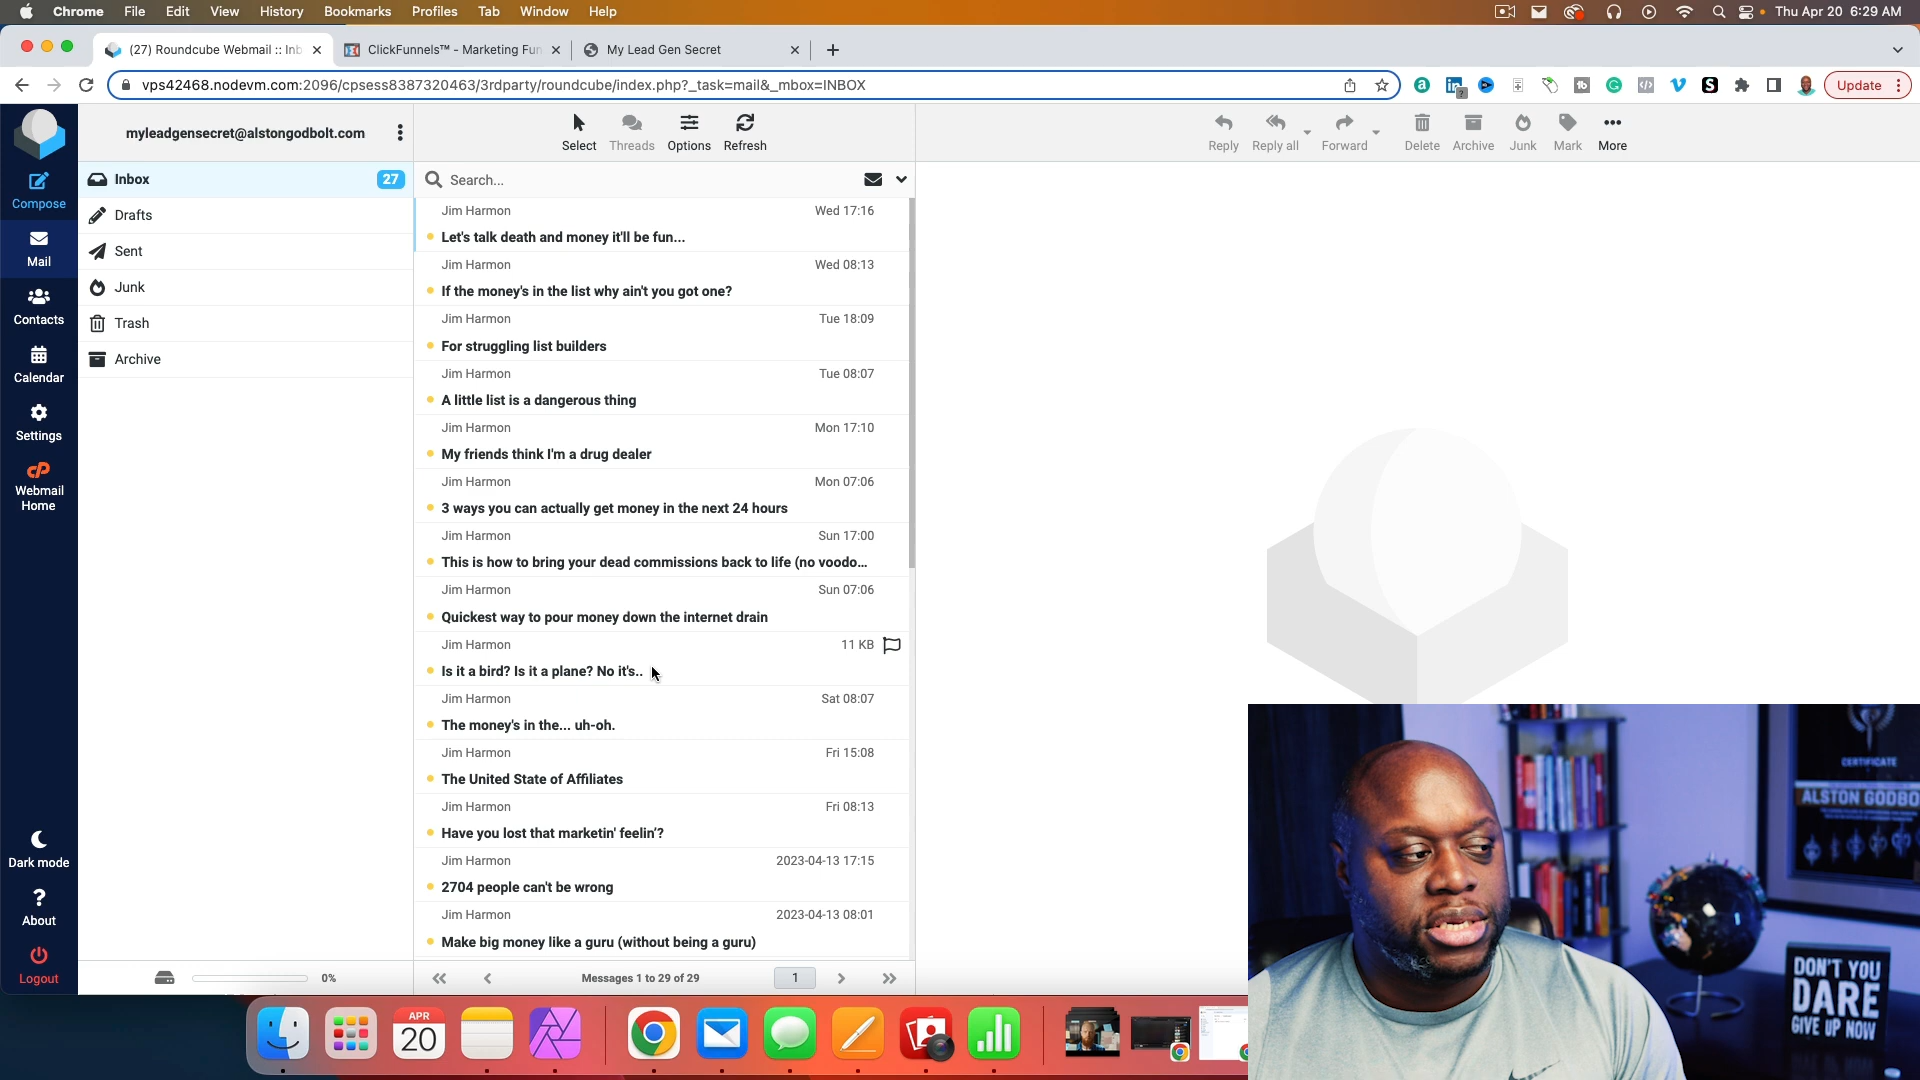 Chrome File Edit View History Bookmarks Profiles Tab Window Help Thu Apr 20 6:29 AM
(27) Roundcube Webmail :: Inb ClickFunnels™ - Marketing Fun My Lead Gen Secret
vps42468.nodevm.com:2096/cpsess8387320463/3rdparty/roundcube/index.php?_task=mail&_mbox=INBOX Update
myleadgensecret@alstongodbolt.com
Select Threads Options Refresh
Reply Reply all Forward Delete Archive Junk Mark More
Compose
Mail
Contacts
Calendar
Settings
Webmail
Home
Dark mode
About
Logout
Inbox 27
Drafts
Sent
Junk
Trash
Archive
0%
Search...
Jim Harmon Wed 17:16
Let's talk death and money it'll be fun...
Jim Harmon Wed 08:13
If the money's in the list why ain't you got one?
Jim Harmon Tue 18:09
For struggling list builders
Jim Harmon Tue 08:07
A little list is a dangerous thing
Jim Harmon Mon 17:10
My friends think I'm a drug dealer
Jim Harmon Mon 07:06
3 ways you can actually get money in the next 24 hours
Jim Harmon Sun 17:00
This is how to bring your dead commissions back to life (no voodo...
Jim Harmon Sun 07:06
Quickest way to pour money down the internet drain
Jim Harmon 11 KB
Is it a bird? Is it a plane? No it's..
Jim Harmon Sat 08:07
The money's in the... uh-oh.
Jim Harmon Fri 15:08
The United State of Affiliates
Jim Harmon Fri 08:13
Have you lost that marketin' feelin'?
Jim Harmon 2023-04-13 17:15
2704 people can't be wrong
Jim Harmon 2023-04-13 08:01
Make big money like a guru (without being a guru)
Messages 1 to 29 of 29 1
CERTIFICATE
ALSTON GODBO
DON'T YOU
DARE
GIVE UP NOW
APR
20